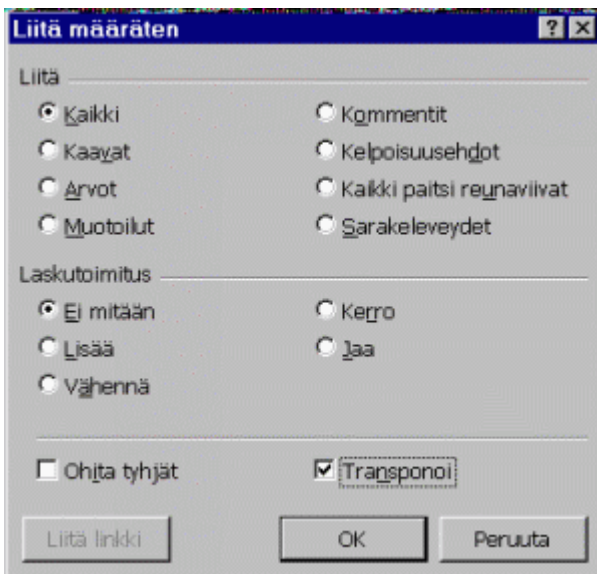 Liitä määräten
Liitä
Kaikki Kommentit
Kaavat Kelpoisuusehdot
Arvot Kaikki paitsi reunaviivat
Muotoilut Sarakeleveydet
Laskutoimitus
Ei mitään Kerro
Lisää Jaa
Vähennä
Ohita tyhjät Transponoi
Liitä linkki OK Peruuta